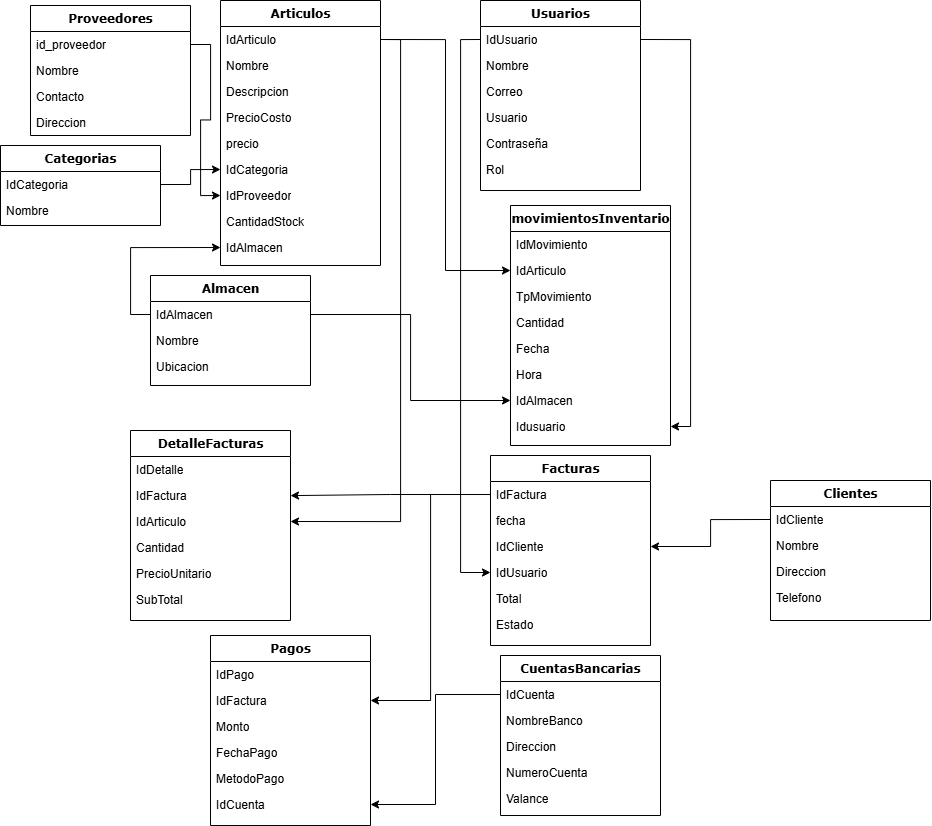 Proveedores
id_proveedor
Nombre
Contacto
Direccion
Categorias
IdCategoria
Nombre
Articulos
IdArticulo
Nombre
Descripcion
PrecioCosto
precio
IdCategoria
IdProveedor
CantidadStock
IdAlmacen
Usuarios
IdUsuario
Nombre
Correo
Usuario
Contraseña
Rol
movimientosInventario
IdMovimiento
IdArticulo
TpMovimiento
Cantidad
Fecha
Hora
IdAlmacen
Idusuario
Almacen
IdAlmacen
Nombre
Ubicacion
DetalleFacturas
IdDetalle
IdFactura
IdArticulo
Cantidad
PrecioUnitario
SubTotal
Facturas
IdFactura
fecha
IdCliente
IdUsuario
Total
Estado
Clientes
IdCliente
Nombre
Direccion
Telefono
Pagos
IdPago
IdFactura
Monto
FechaPago
MetodoPago
IdCuenta
CuentasBancarias
IdCuenta
NombreBanco
Direccion
NumeroCuenta
Valance